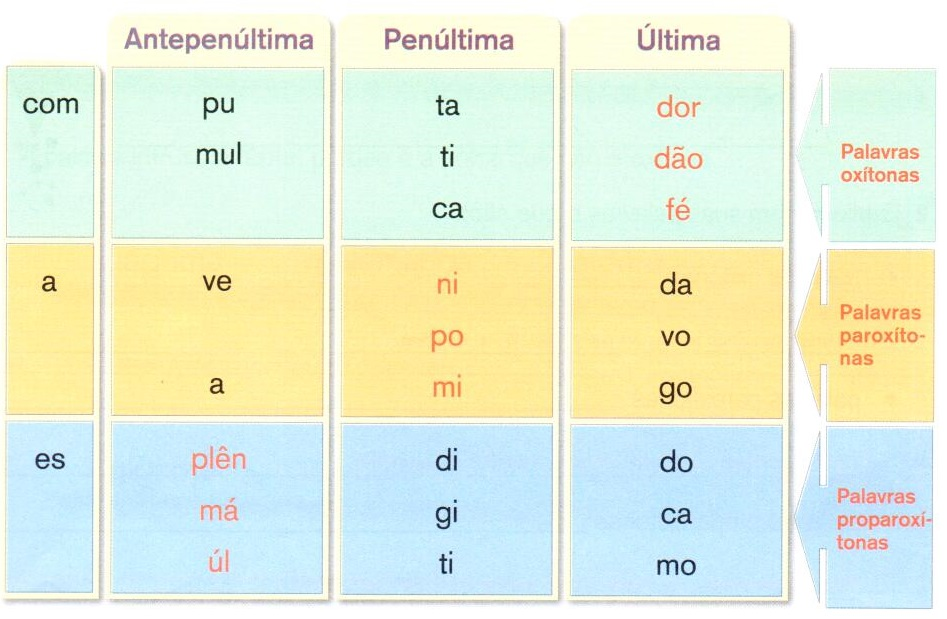 Antepenúltima Penúltima Última
com pu ta dor
mul ti dão
ca fé
Palavras
oxítonas
a ve ni da
po vo
a mi go
Palavras
paroxíto-
nas
es plên di do
má gi ca
úl ti mo
Palavras
proparoxí-
tonas